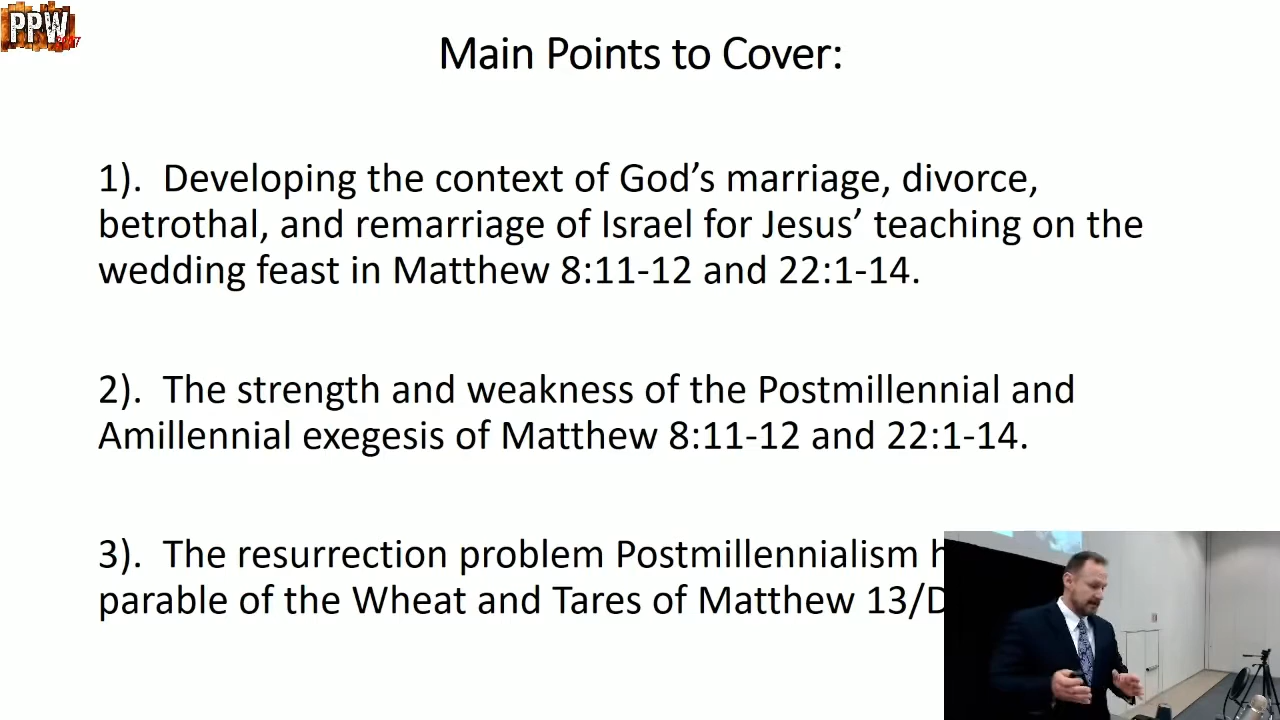 PPW
Main Points to Cover:
1). Developing the context of God’s marriage, divorce,
betrothal, and remarriage of Israel for Jesus’ teaching on the
wedding feast in Matthew 8:11-12 and 22:1-14.
2). The strength and weakness of the Postmillennial and
Amillennial exegesis of Matthew 8:11-12 and 22:1-14.
3). The resurrection problem Postmillennialism
parable of the Wheat and Tares of Matthew 13/